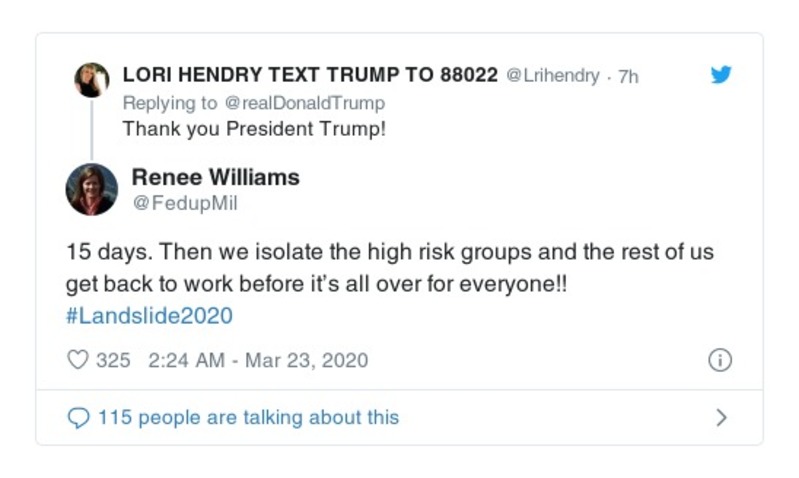 LORI HENDRY TEXT TRUMP TO 88022 @Lrihendry · 7h
Replying to @realDonaldTrump
Thank you President Trump!
Renee Williams
@FedupMil
15 days. Then we isolate the high risk groups and the rest of us
get back to work before it’s all over for everyone!!
#Landslide2020
325 2:24 AM - Mar 23, 2020
115 people are talking about this